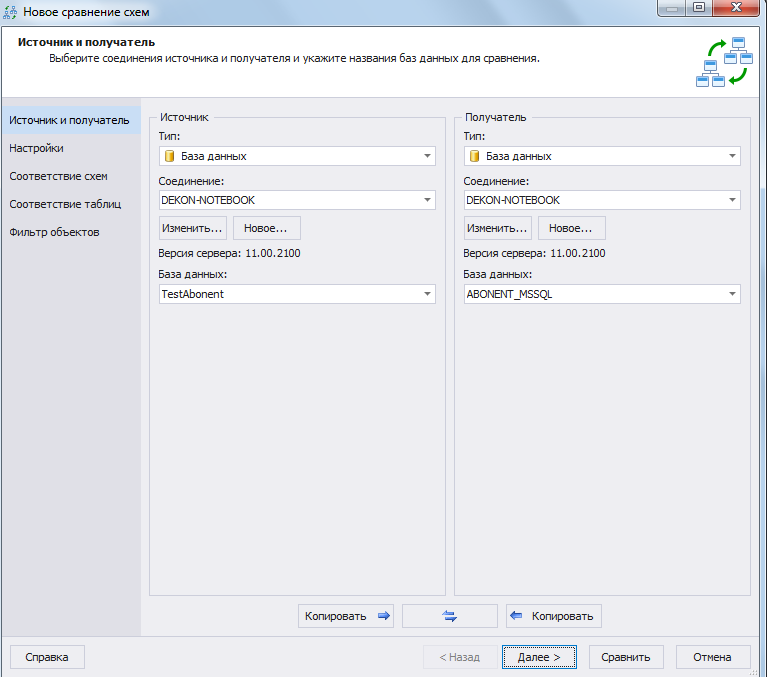 Новое сравнение схем
Источник и получатель
Выберите соединения источника и получателя и укажите названия баз данных для сравнения.
Источник и получатель
Настройки
Соответствие схем
Соответствие таблиц
Фильтр объектов
Источник
Тип:
База данных
Соединение:
DEKON-NOTEBOOK
Изменить... Новое...
Версия сервера: 11.00.2100
База данных:
TestAbonent
Получатель
Тип:
База данных
Соединение:
DEKON-NOTEBOOK
Изменить... Новое...
Версия сервера: 11.00.2100
База данных:
ABONENT_MSSQL
Копировать Копировать
Справка < Назад Далее > Сравнить Отмена